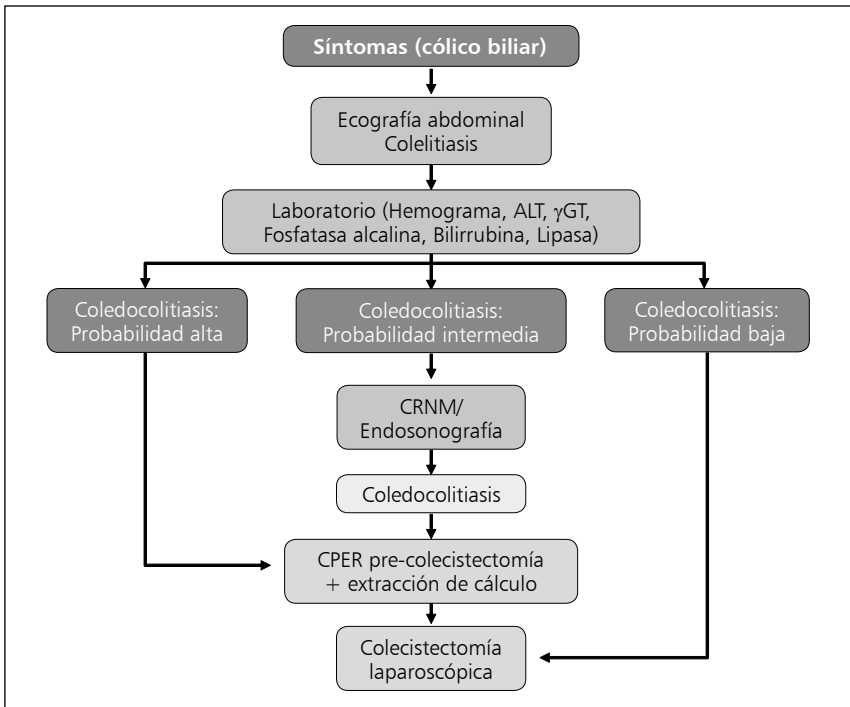 Síntomas (cólico biliar)
Ecografía abdominal
Colelitiasis
Laboratorio (Hemograma, ALT, γGT,
Fosfatasa alcalina, Bilirrubina, Lipasa)
Coledocolitiasis:
Probabilidad alta
Coledocolitiasis:
Probabilidad intermedia
Coledocolitiasis:
Probabilidad baja
CRNM/
Endosonografía
Coledocolitiasis
CPER pre-colecistectomía
+ extracción de cálculo
Colecistectomía
laparoscópica